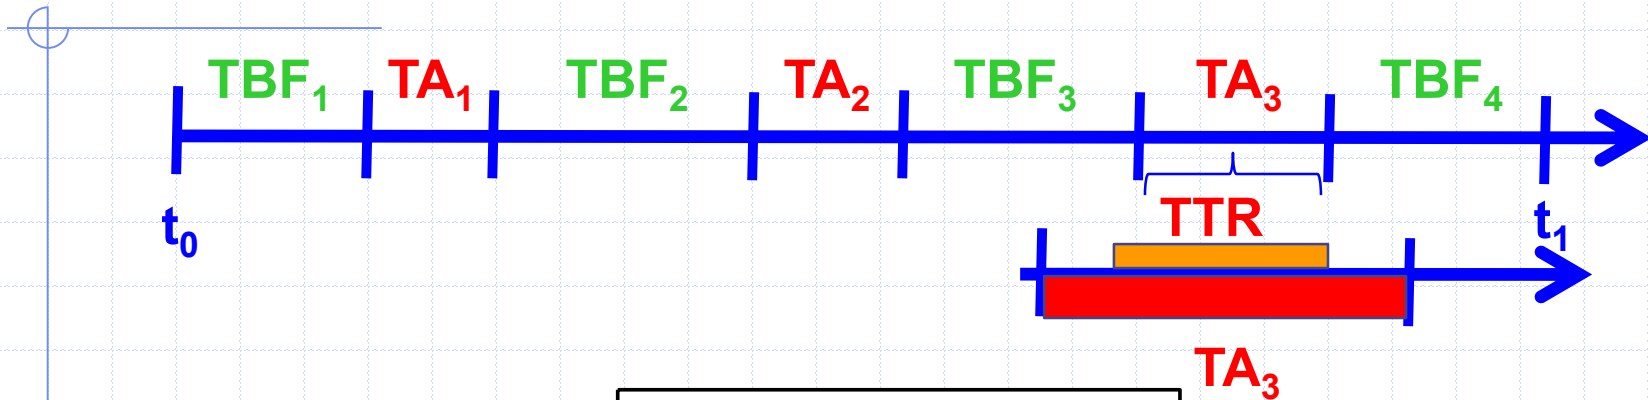 TBF₁ TA₁ TBF₂ TA₂ TBF₃ TA₃ TBF₄
t₀ TTR t₁
TA₃